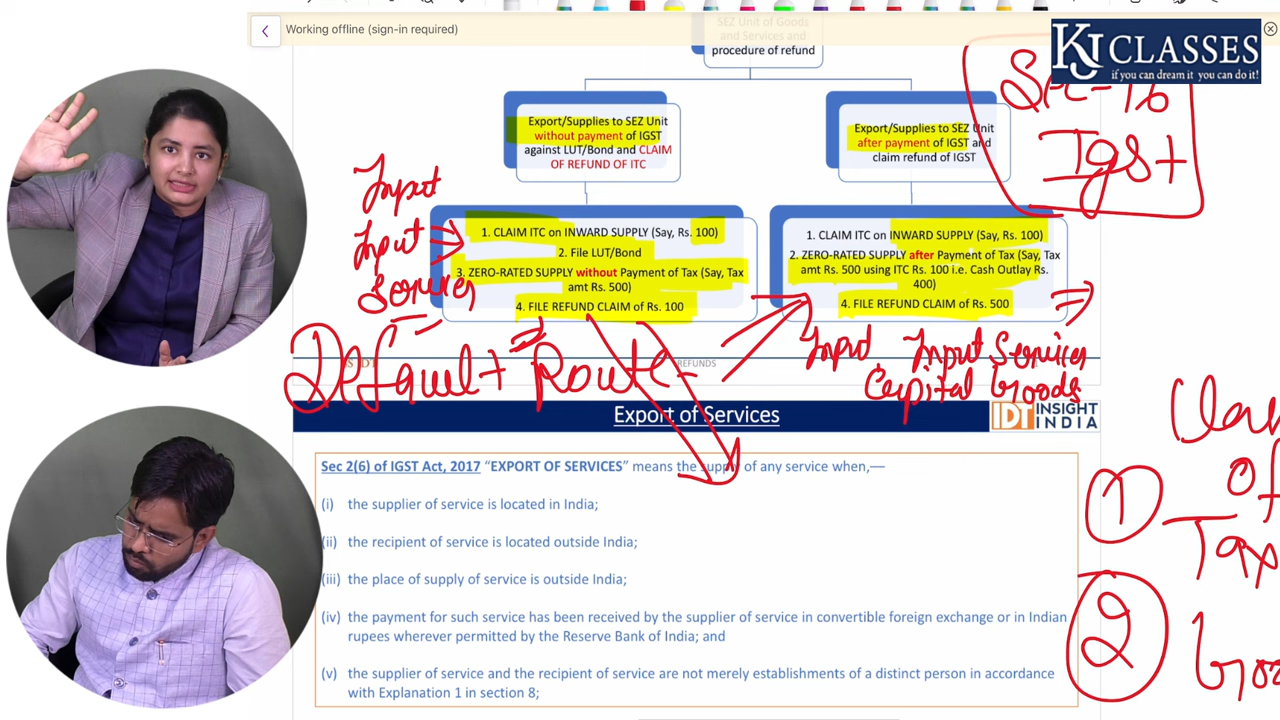 Working offline (sign-in required)
KJ CLASSES
if you can dream it you can do it!
SEZ Unit of Goods
and Services and
procedure of refund
Sec-16
Igst
Export/Supplies to SEZ Unit
without payment of IGST
against LUT/Bond and CLAIM
OF REFUND OF ITC
Export/Supplies to SEZ Unit
after payment of IGST and
claim refund of IGST
Input
Input
Services
1. CLAIM ITC on INWARD SUPPLY (Say, Rs. 100)
2. File LUT/Bond
3. ZERO-RATED SUPPLY without Payment of Tax (Say, Tax
amt Rs. 500)
4. FILE REFUND CLAIM of Rs. 100
1. CLAIM ITC on INWARD SUPPLY (Say, Rs. 100)
2. ZERO-RATED SUPPLY after Payment of Tax (Say, Tax
amt Rs. 500 using ITC Rs. 100 i.e. Cash Outlay Rs.
400)
4. FILE REFUND CLAIM of Rs. 500
Default Route
Input Input Services
Capital Goods
REFUNDS
Export of Services
IDT INSIGHT
INDIA
Sec 2(6) of IGST Act, 2017 “EXPORT OF SERVICES” means the supply of any service when,––
(i) the supplier of service is located in India;
(ii) the recipient of service is located outside India;
(iii) the place of supply of service is outside India;
(iv) the payment for such service has been received by the supplier of service in convertible foreign exchange or in Indian
rupees wherever permitted by the Reserve Bank of India; and
(v) the supplier of service and the recipient of service are not merely establishments of a distinct person in accordance
with Explanation 1 in section 8;
1
of
Tax
2